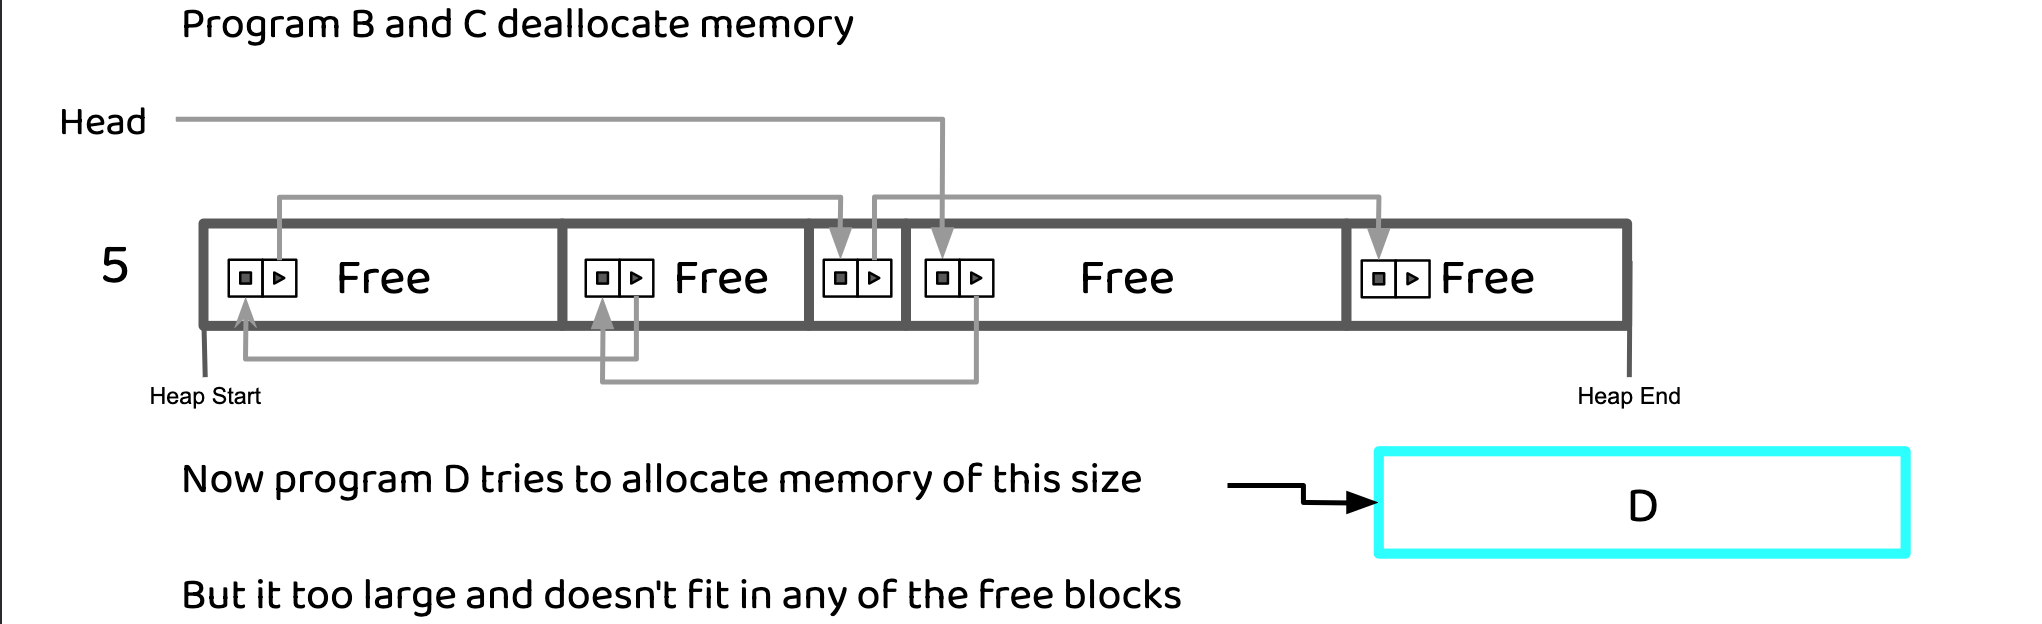 Program B and C deallocate memory
Head
5
Free
Free
Free
Free
Heap Start
Heap End
Now program D tries to allocate memory of this size
D
But it too large and doesn't fit in any of the free blocks